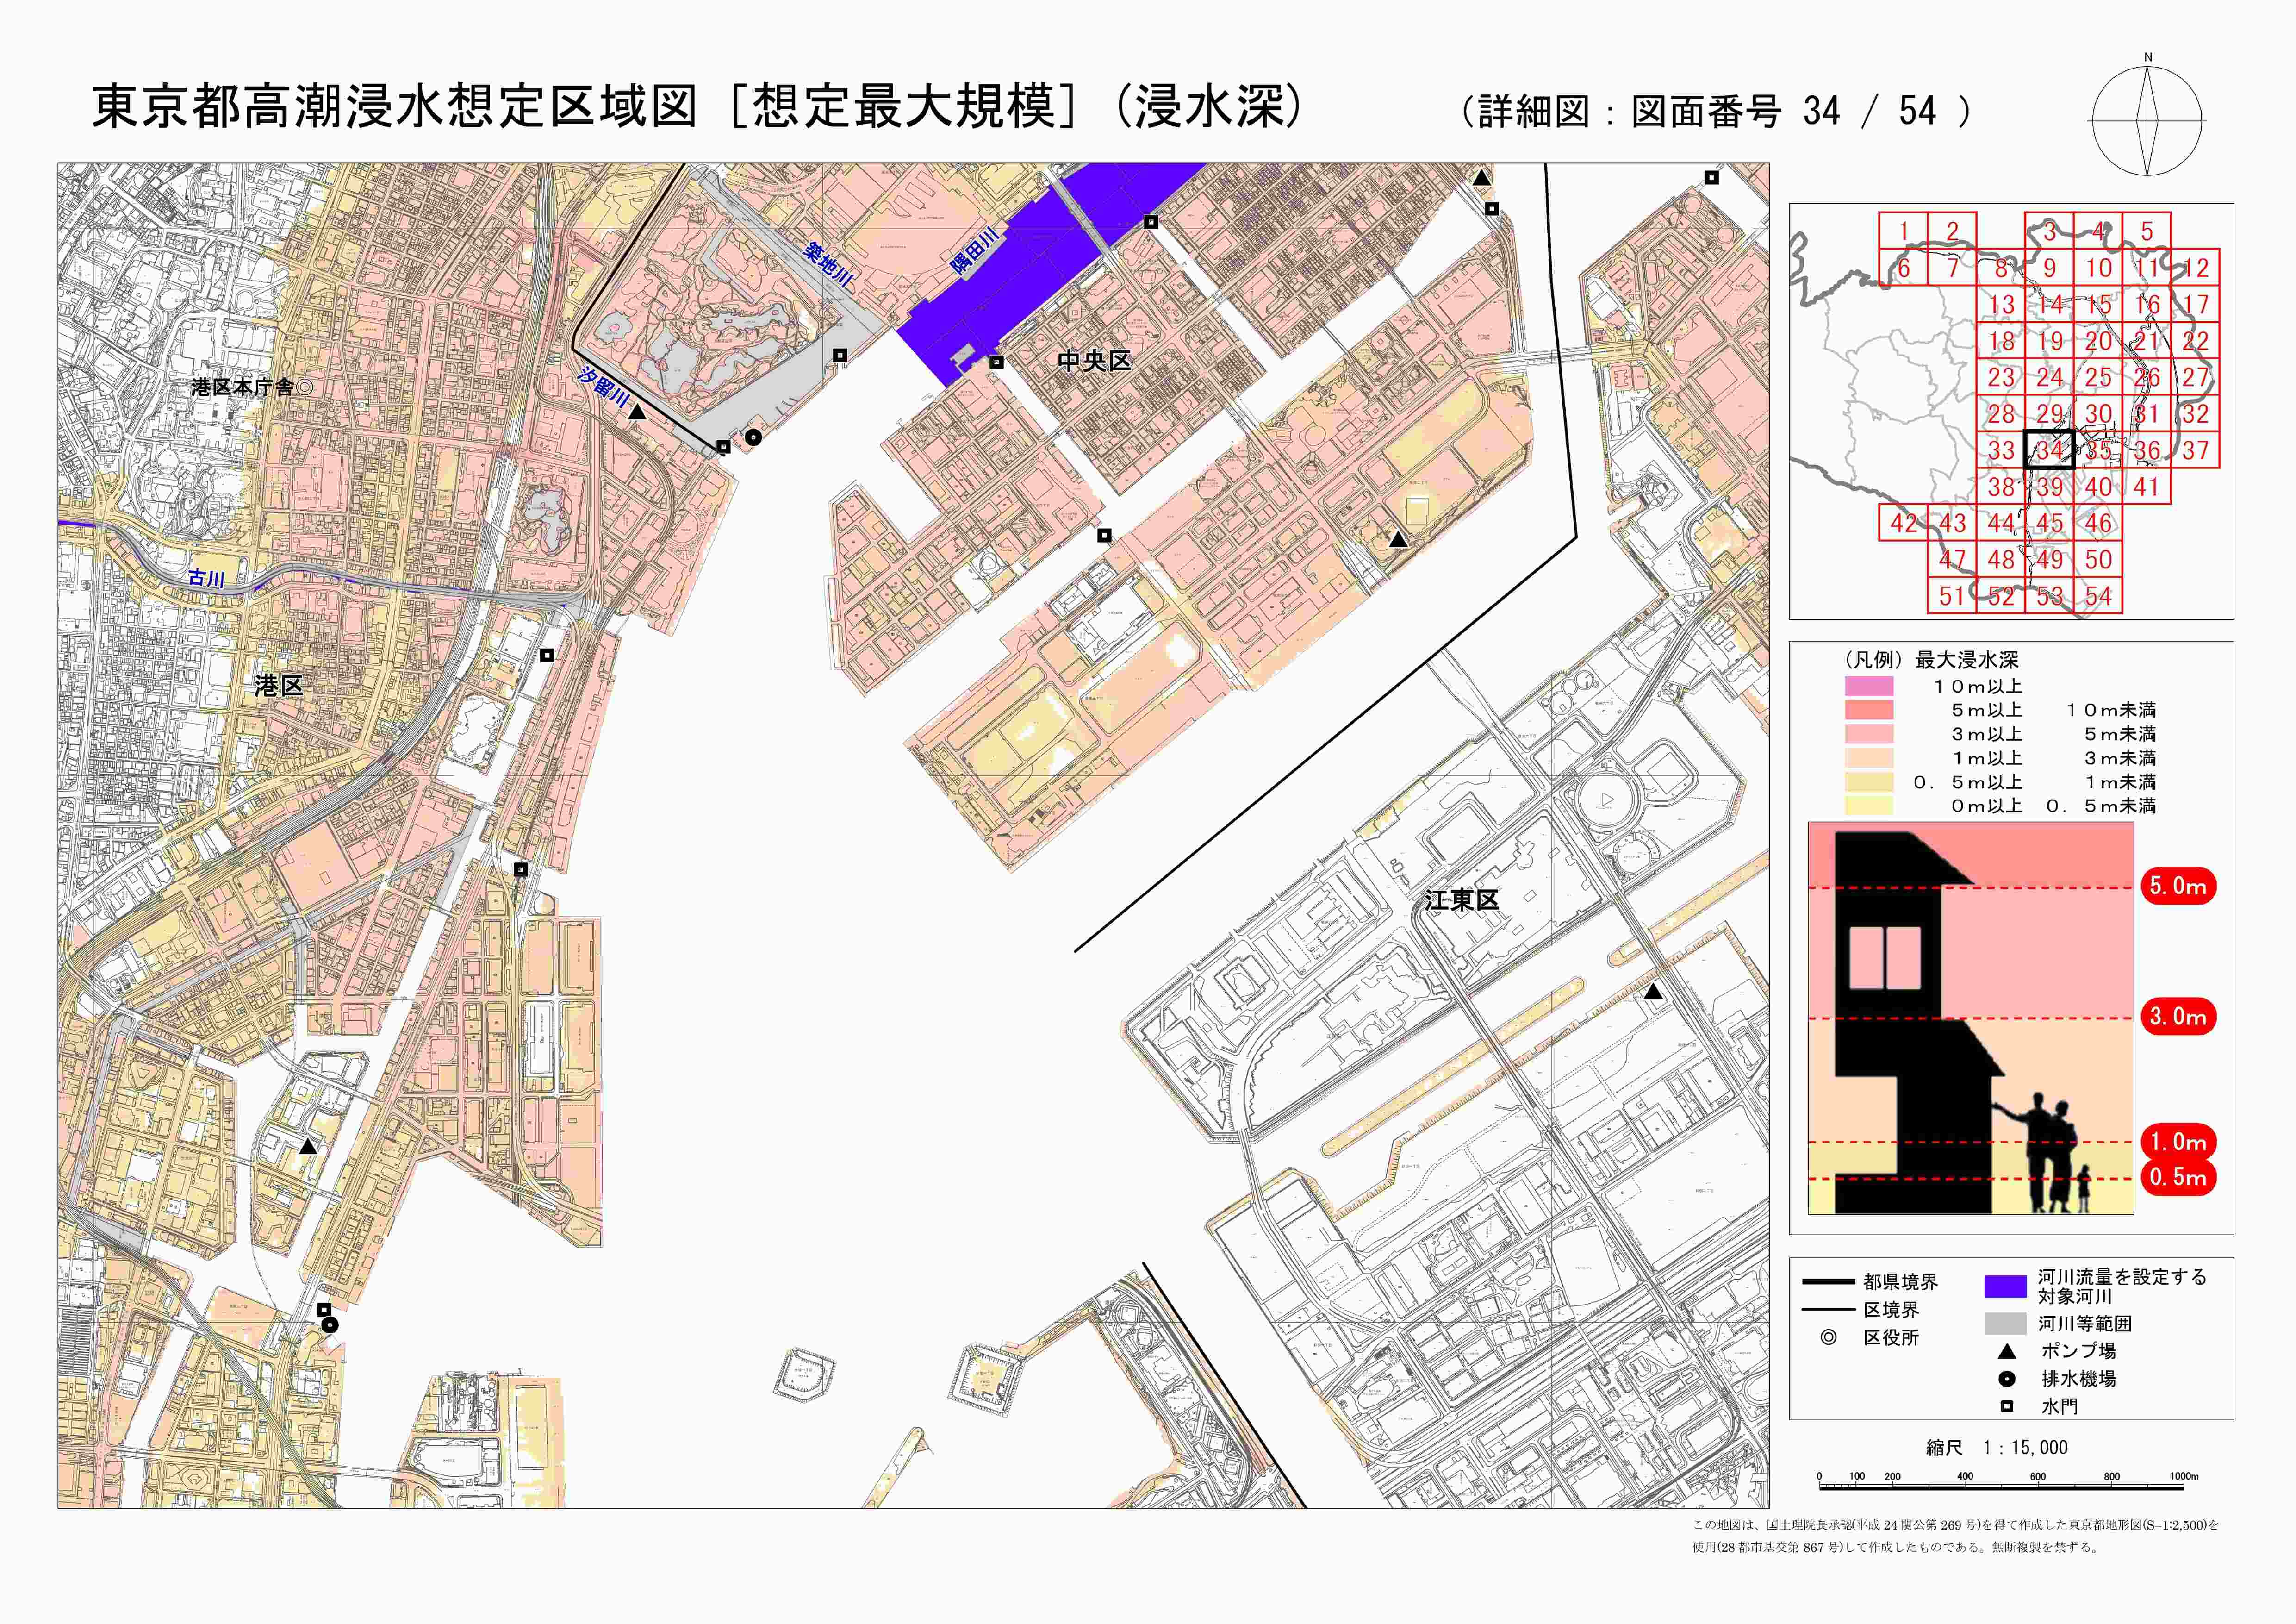 東京都高潮浸水想定区域図［想定最大規模］（浸水深）
（詳細図：図面番号 34 / 54 ）
N
築地川
隅田川
中央区
汐留川
港区本庁舎
古川
港区
江東区
1 2 3 4 5
6 7 8 9 10 11 12
13 14 15 16 17
18 19 20 21 22
23 24 25 26 27
28 29 30 31 32
33 34 35 36 37
38 39 40 41
42 43 44 45 46
47 48 49 50
51 52 53 54
（凡例）最大浸水深
１０ｍ以上
５ｍ以上 １０ｍ未満
３ｍ以上 ５ｍ未満
１ｍ以上 ３ｍ未満
０．５ｍ以上 １ｍ未満
０ｍ以上 ０．５ｍ未満
5.0m
3.0m
1.0m
0.5m
都県境界
区境界
区役所
河川流量を設定する
対象河川
河川等範囲
ポンプ場
排水機場
水門
縮尺 1：15,000
0 100 200 400 600 800 1000m
この地図は、国土地理院長承認(平成 24 関公第 269 号)を得て作成した東京都地形図(S=1:2,500)を
使用(28 都市基交第 867 号)して作成したものである。無断複製を禁ずる。